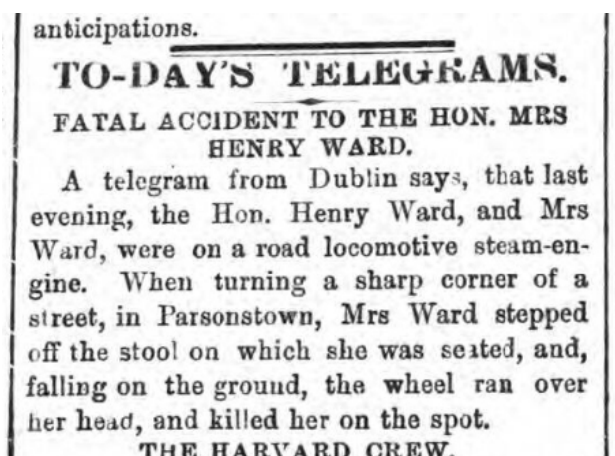 anticipations.
TO-DAY'S TELEGRAMS.
FATAL ACCIDENT TO THE HON. MRS
HENRY WARD.
A telegram from Dublin says, that last
evening, the Hon. Henry Ward, and Mrs
Ward, were on a road locomotive steam-en-
gine. When turning a sharp corner of a
street, in Parsonstown, Mrs Ward stepped
off the stool on which she was seated, and,
falling on the ground, the wheel ran over
her head, and killed her on the spot.
THE HARVARD CREW.